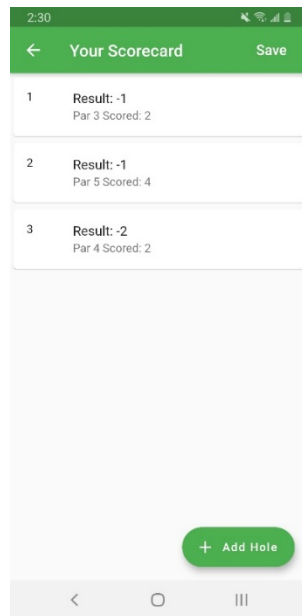 2:30
Your Scorecard Save
1 Result: -1
Par 3 Scored: 2
2 Result: -1
Par 5 Scored: 4
3 Result: -2
Par 4 Scored: 2
+ Add Hole